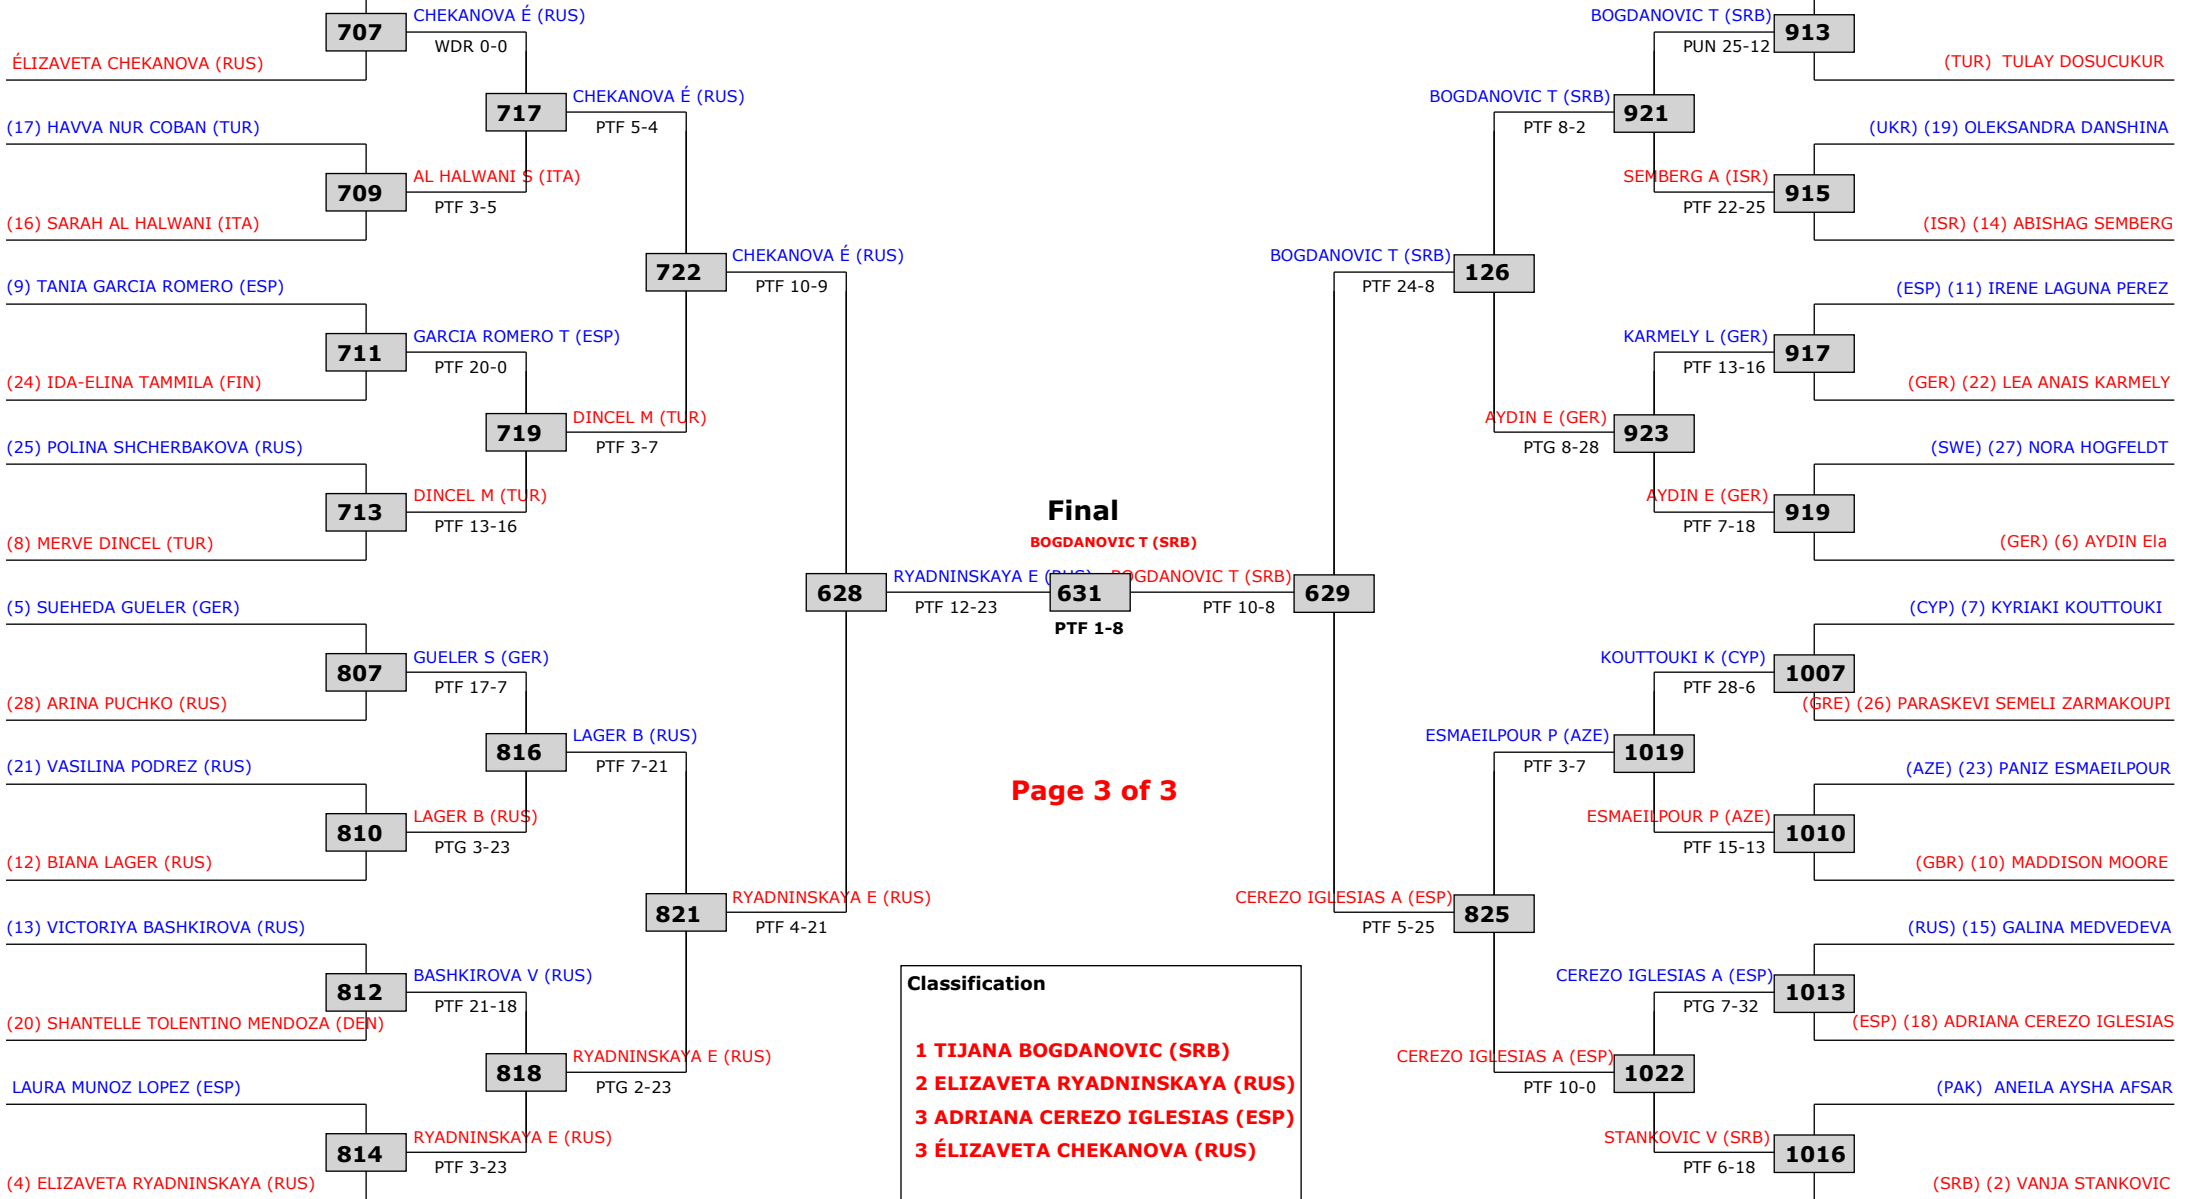 CHEKANOVA É (RUS)
707
WDR 0-0
ÉLIZAVETA CHEKANOVA (RUS)
717
CHEKANOVA É (RUS)
PTF 5-4
(17) HAVVA NUR COBAN (TUR)
709
AL HALWANI S (ITA)
PTF 3-5
(16) SARAH AL HALWANI (ITA)
722
CHEKANOVA É (RUS)
PTF 10-9
(9) TANIA GARCIA ROMERO (ESP)
711
GARCIA ROMERO T (ESP)
PTF 20-0
(24) IDA-ELINA TAMMILA (FIN)
719
DINCEL M (TUR)
PTF 3-7
(25) POLINA SHCHERBAKOVA (RUS)
713
DINCEL M (TUR)
PTF 13-16
(8) MERVE DINCEL (TUR)
628
RYADNINSKAYA E (RUS)
PTF 12-23
(5) SUEHEDA GUELER (GER)
807
GUELER S (GER)
PTF 17-7
(28) ARINA PUCHKO (RUS)
816
LAGER B (RUS)
PTF 7-21
(21) VASILINA PODREZ (RUS)
810
LAGER B (RUS)
PTG 3-23
(12) BIANA LAGER (RUS)
821
RYADNINSKAYA E (RUS)
PTF 4-21
(13) VICTORIYA BASHKIROVA (RUS)
812
BASHKIROVA V (RUS)
PTF 21-18
(20) SHANTELLE TOLENTINO MENDOZA (DEN)
818
RYADNINSKAYA E (RUS)
PTG 2-23
LAURA MUNOZ LOPEZ (ESP)
814
RYADNINSKAYA E (RUS)
PTF 3-23
(4) ELIZAVETA RYADNINSKAYA (RUS)
Final
BOGDANOVIC T (SRB)
631
PTF 1-8
Page 3 of 3
Classification
1 TIJANA BOGDANOVIC (SRB)
2 ELIZAVETA RYADNINSKAYA (RUS)
3 ADRIANA CEREZO IGLESIAS (ESP)
3 ÉLIZAVETA CHEKANOVA (RUS)
BOGDANOVIC T (SRB)
PTF 10-8
629
BOGDANOVIC T (SRB)
913
PUN 25-12
(TUR) TULAY DOSUCUKUR
BOGDANOVIC T (SRB)
921
PTF 8-2
(UKR) (19) OLEKSANDRA DANSHINA
SEMBERG A (ISR)
915
PTF 22-25
(ISR) (14) ABISHAG SEMBERG
BOGDANOVIC T (SRB)
126
PTF 24-8
(ESP) (11) IRENE LAGUNA PEREZ
KARMELY L (GER)
917
PTF 13-16
(GER) (22) LEA ANAIS KARMELY
AYDIN E (GER)
923
PTG 8-28
(SWE) (27) NORA HOGFELDT
AYDIN E (GER)
919
PTF 7-18
(GER) (6) AYDIN Ela
(CYP) (7) KYRIAKI KOUTTOUKI
KOUTTOUKI K (CYP)
1007
PTF 28-6
(GRE) (26) PARASKEVI SEMELI ZARMAKOUPI
ESMAEILPOUR P (AZE)
1019
PTF 3-7
(AZE) (23) PANIZ ESMAEILPOUR
ESMAEILPOUR P (AZE)
1010
PTF 15-13
(GBR) (10) MADDISON MOORE
CEREZO IGLESIAS A (ESP)
825
PTF 5-25
(RUS) (15) GALINA MEDVEDEVA
CEREZO IGLESIAS A (ESP)
1013
PTG 7-32
(ESP) (18) ADRIANA CEREZO IGLESIAS
CEREZO IGLESIAS A (ESP)
1022
PTF 10-0
(PAK) ANEILA AYSHA AFSAR
STANKOVIC V (SRB)
1016
PTF 6-18
(SRB) (2) VANJA STANKOVIC